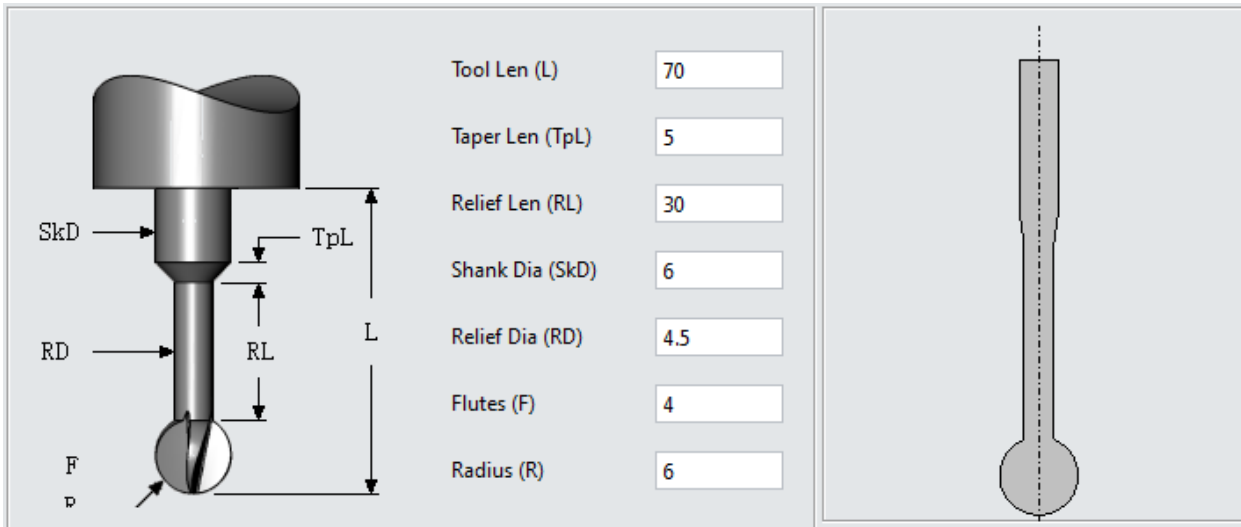 SkD
TpL
RD
RL
L
F
Tool Len (L) 70
Taper Len (TpL) 5
Relief Len (RL) 30
Shank Dia (SkD) 6
Relief Dia (RD) 4.5
Flutes (F) 4
Radius (R) 6